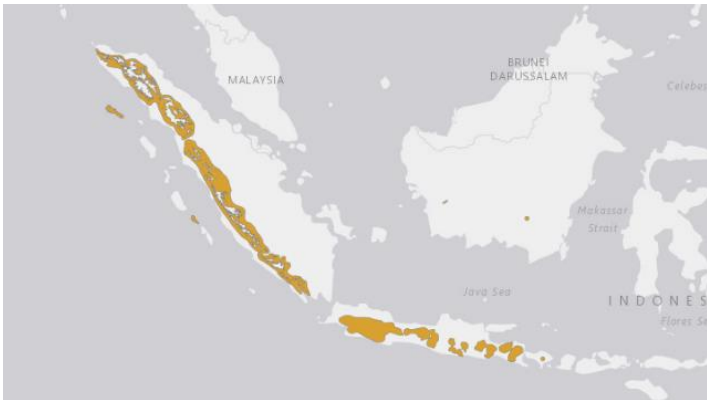 BRUNEI
DARUSSALAM
MALAYSIA
Celebes
Makassar
Strait
Java Sea
INDONES
Flores Se